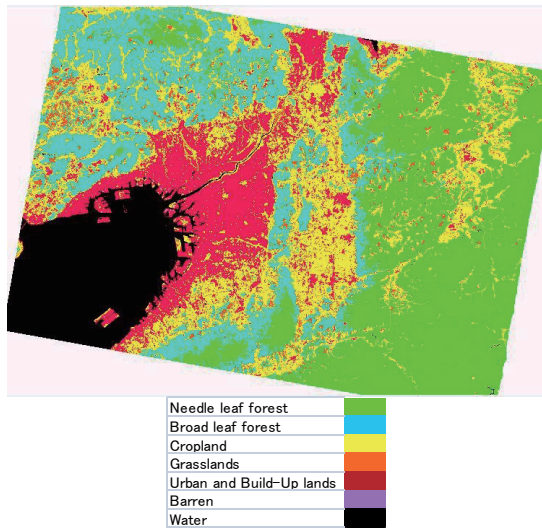 Needle leaf forest
Broad leaf forest
Cropland
Grasslands
Urban and Build-Up lands
Barren
Water